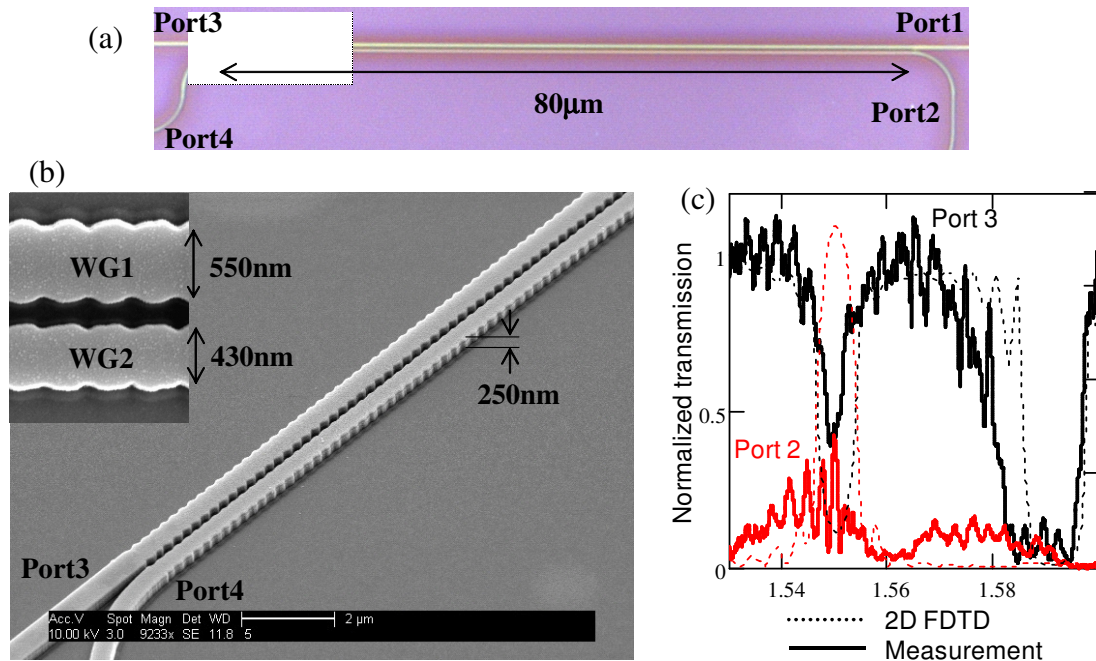 (a)
Port3
Port1
80μm
Port2
Port4
(b)
WG1
550nm
WG2
430nm
250nm
Port3
Port4
Acc.V Spot Magn Det WD
10.00 kV 3.0 9233x SE 11.8 5
2 μm
(c)
Port 3
Port 2
Normalized transmission
1
0.5
0
1.54
1.56
1.58
2D FDTD
Measurement